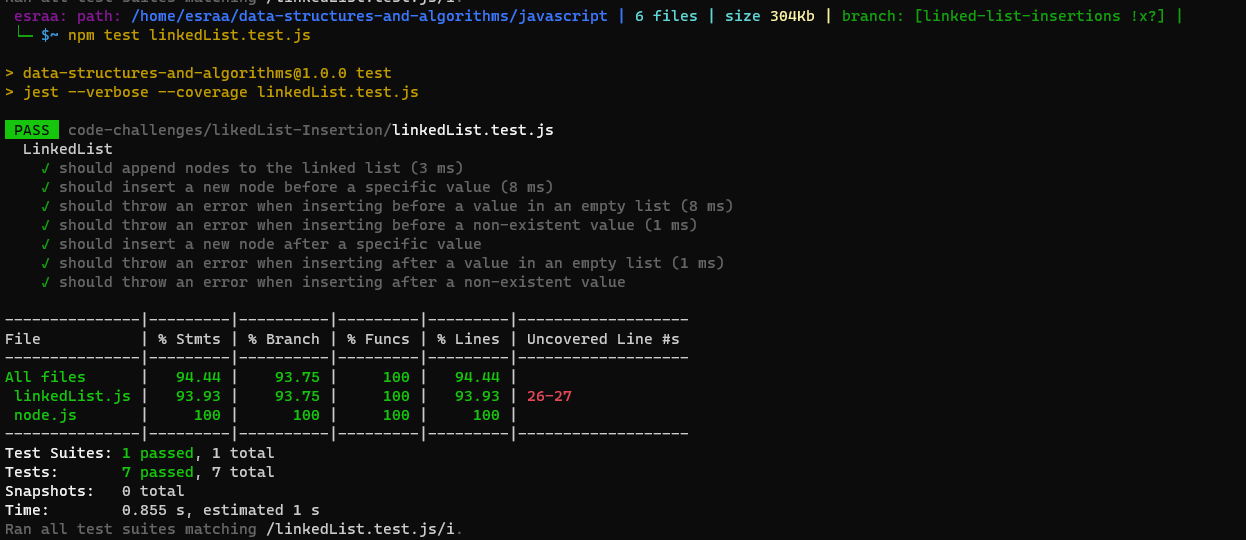 Ran all test suites matching /linkedList.test.js/i.
esraa: path: /home/esraa/data-structures-and-algorithms/javascript | 6 files | size 304Kb | branch: [linked-list-insertions !x?] |
└─ $~ npm test linkedList.test.js
> data-structures-and-algorithms@1.0.0 test
> jest --verbose --coverage linkedList.test.js
PASS code-challenges/likedList-Insertion/linkedList.test.js
LinkedList
√ should append nodes to the linked list (3 ms)
√ should insert a new node before a specific value (8 ms)
√ should throw an error when inserting before a value in an empty list (8 ms)
√ should throw an error when inserting before a non-existent value (1 ms)
√ should insert a new node after a specific value
√ should throw an error when inserting after a value in an empty list (1 ms)
√ should throw an error when inserting after a non-existent value
---------------|---------|----------|---------|---------|-------------------
File | % Stmts | % Branch | % Funcs | % Lines | Uncovered Line #s
---------------|---------|----------|---------|---------|-------------------
All files | 94.44 | 93.75 | 100 | 94.44 |
linkedList.js | 93.93 | 93.75 | 100 | 93.93 | 26-27
node.js | 100 | 100 | 100 | 100 |
---------------|---------|----------|---------|---------|-------------------
Test Suites: 1 passed, 1 total
Tests: 7 passed, 7 total
Snapshots: 0 total
Time: 0.855 s, estimated 1 s
Ran all test suites matching /linkedList.test.js/i.